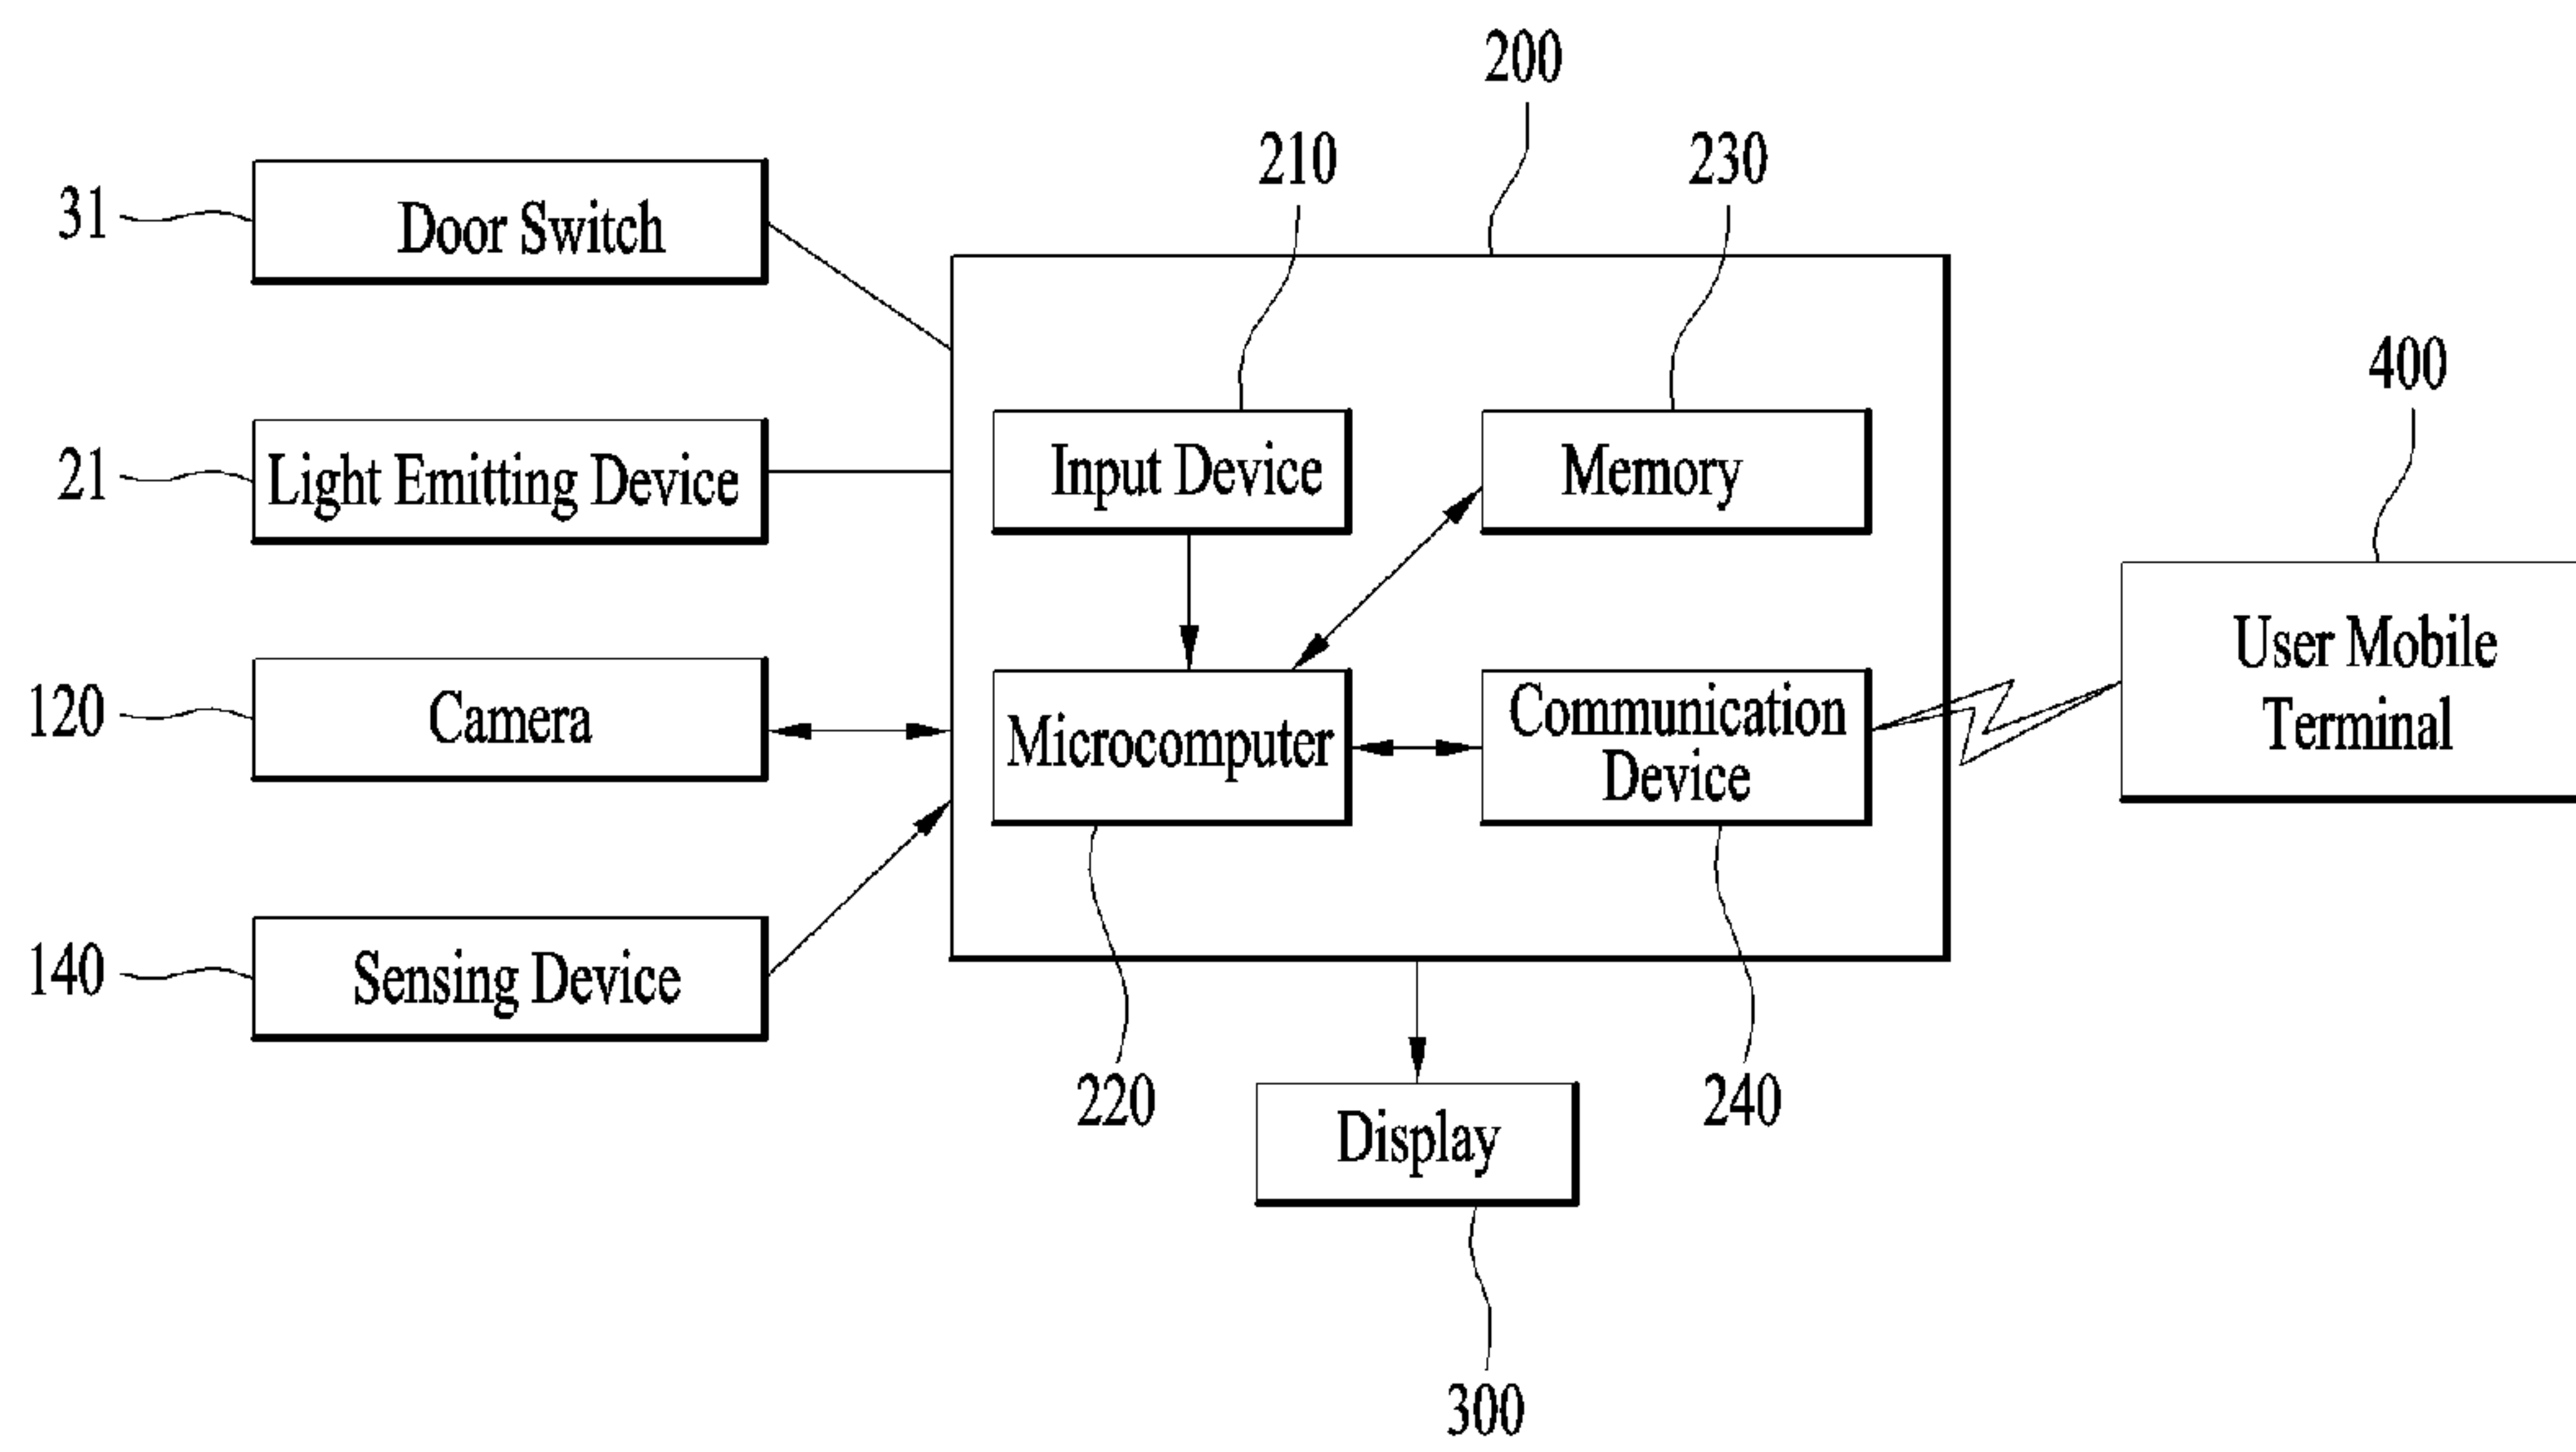 200
210
230
31
Door Switch
400
21
Light Emitting Device
Input Device
Memory
User Mobile
Terminal
120
Camera
Microcomputer
Communication
Device
140
Sensing Device
220
240
Display
300